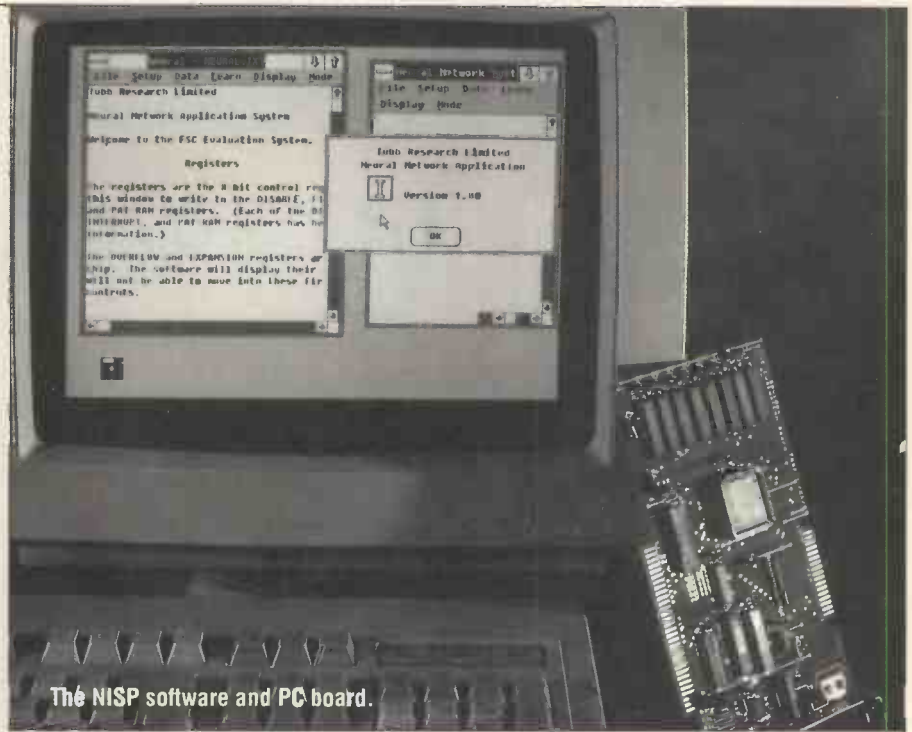 File Setup Data Learn Display Mode
Research Limited
Neural Network Application System
Welcome to the FSC Evaluation System.
Registers
The registers are the 8 bit control
this window to write to the DISABLE,
and PAT RAM registers. (Each of the
INTERRUPT, and PAT RAM registers has
information.)
The OVERFLOW and EXPANSION registers
chip. The software will display their
will not be able to move into these
controls.
Network
File Setup Data
Display Mode
Research Limited
Neural Network Application
Version 1.00
OK
The NISP software and PC board.